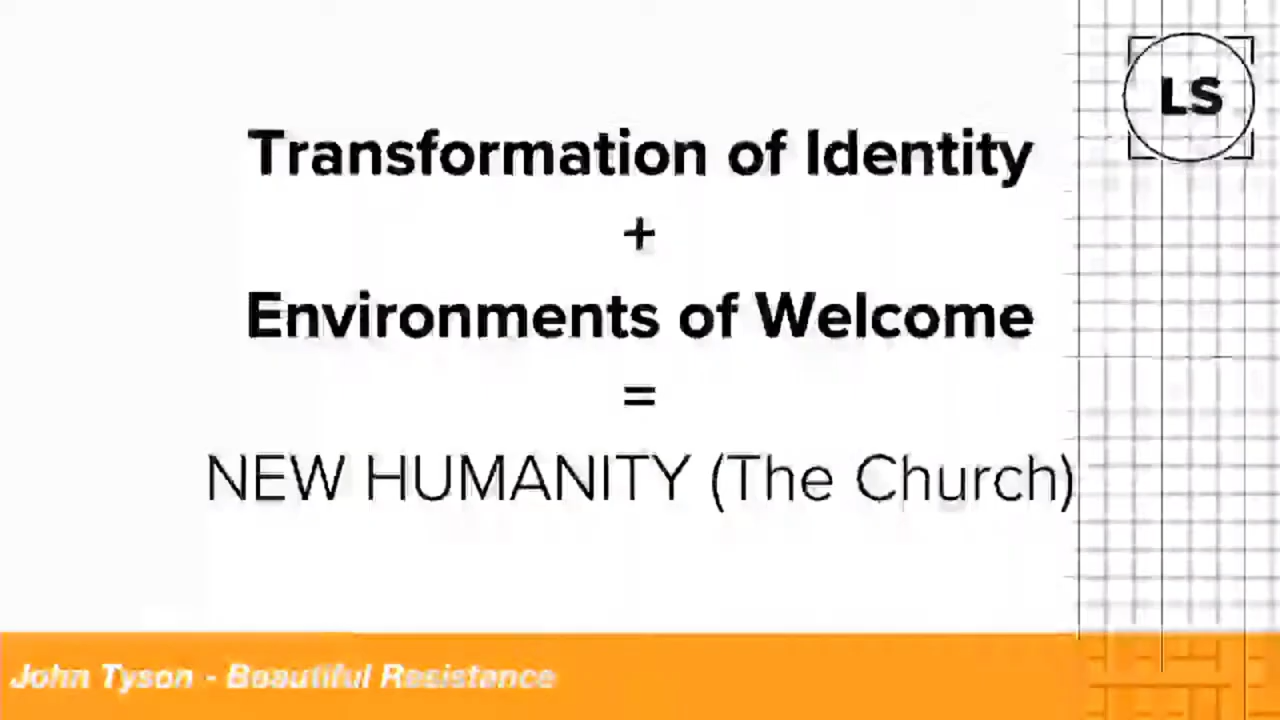 LS
Transformation of Identity
+
Environments of Welcome
=
NEW HUMANITY (The Church)
John Tyson - Beautiful Resistence